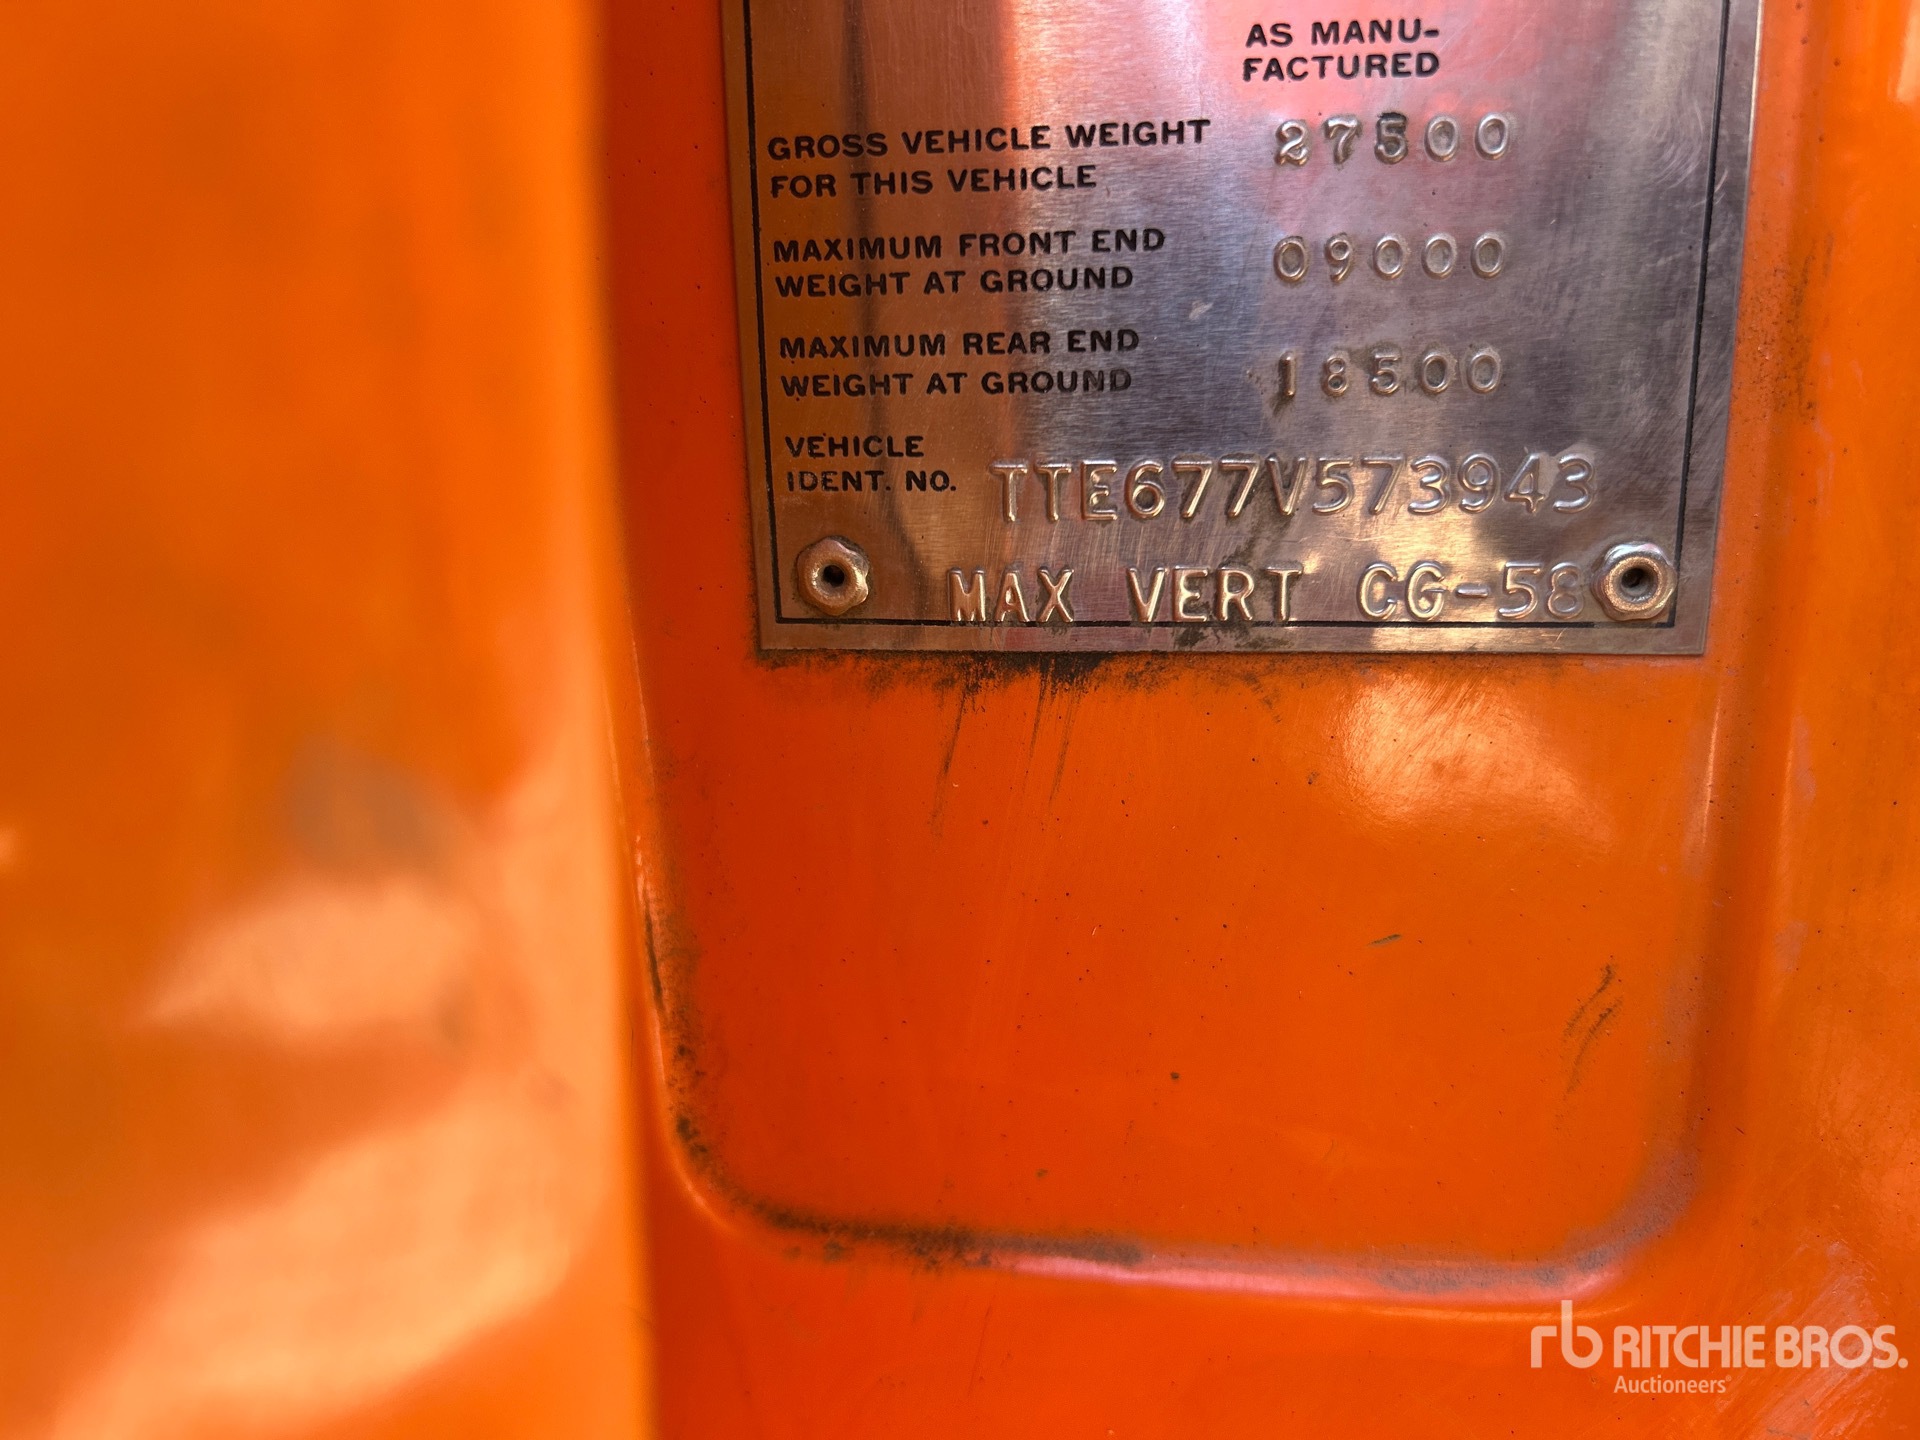 AS MANU-
FACTURED
GROSS VEHICLE WEIGHT 27500
FOR THIS VEHICLE
MAXIMUM FRONT END 09000
WEIGHT AT GROUND
MAXIMUM REAR END
WEIGHT AT GROUND 18500
VEHICLE
IDENT. NO. TTE677V573943
MAX VERT CG-58
rb RITCHIE BROS.
Auctioneers